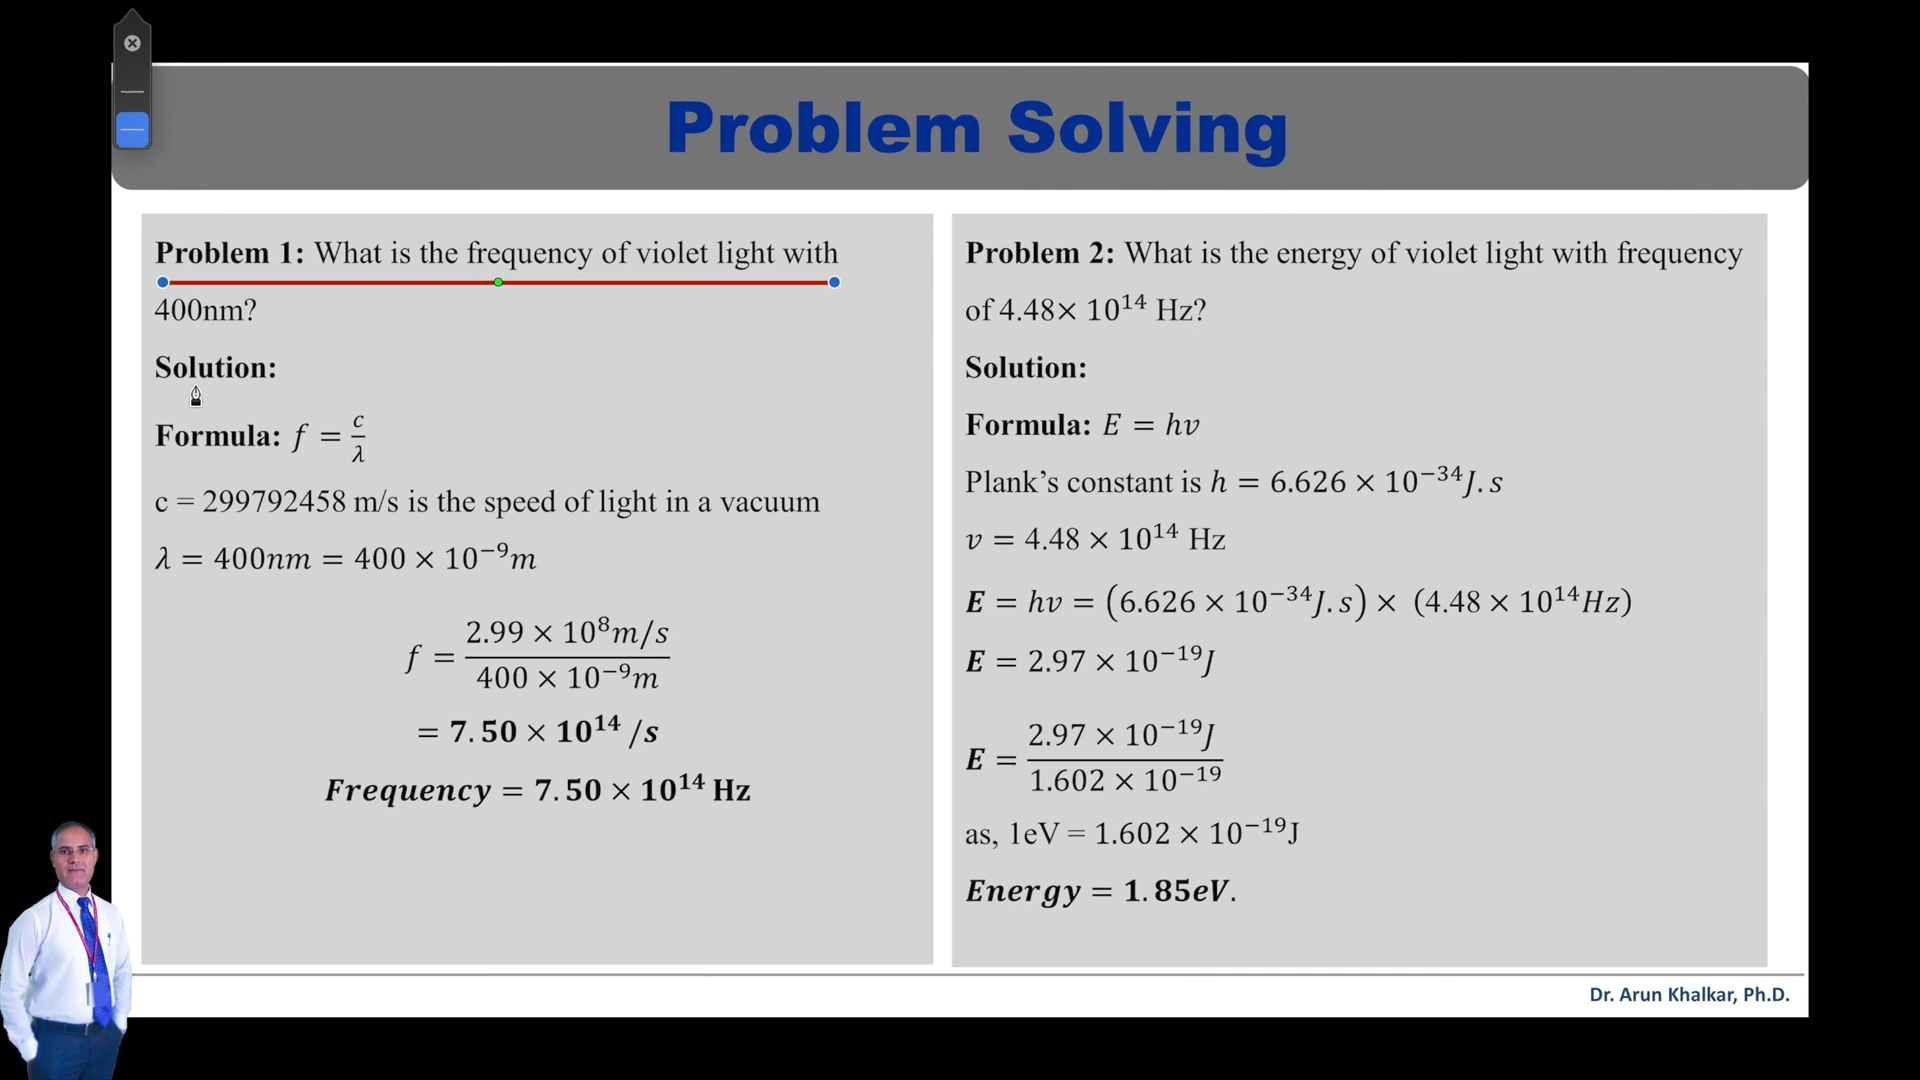 Problem Solving
Problem 1: What is the frequency of violet light with
400nm?
Solution:
Formula: f = c/λ
c = 299792458 m/s is the speed of light in a vacuum
λ = 400nm = 400 × 10⁻⁹m
f = 2.99 × 10⁸m/s / 400 × 10⁻⁹m
= 7.50 × 10¹⁴ /s
Frequency = 7.50 × 10¹⁴ Hz
Problem 2: What is the energy of violet light with frequency
of 4.48× 10¹⁴ Hz?
Solution:
Formula: E = hv
Plank’s constant is h = 6.626 × 10⁻³⁴J.s
v = 4.48 × 10¹⁴ Hz
E = hv = (6.626 × 10⁻³⁴J.s) × (4.48 × 10¹⁴Hz)
E = 2.97 × 10⁻¹⁹J
E = 2.97 × 10⁻¹⁹J / 1.602 × 10⁻¹⁹
as, 1eV = 1.602 × 10⁻¹⁹J
Energy = 1.85eV.
Dr. Arun Khalkar, Ph.D.